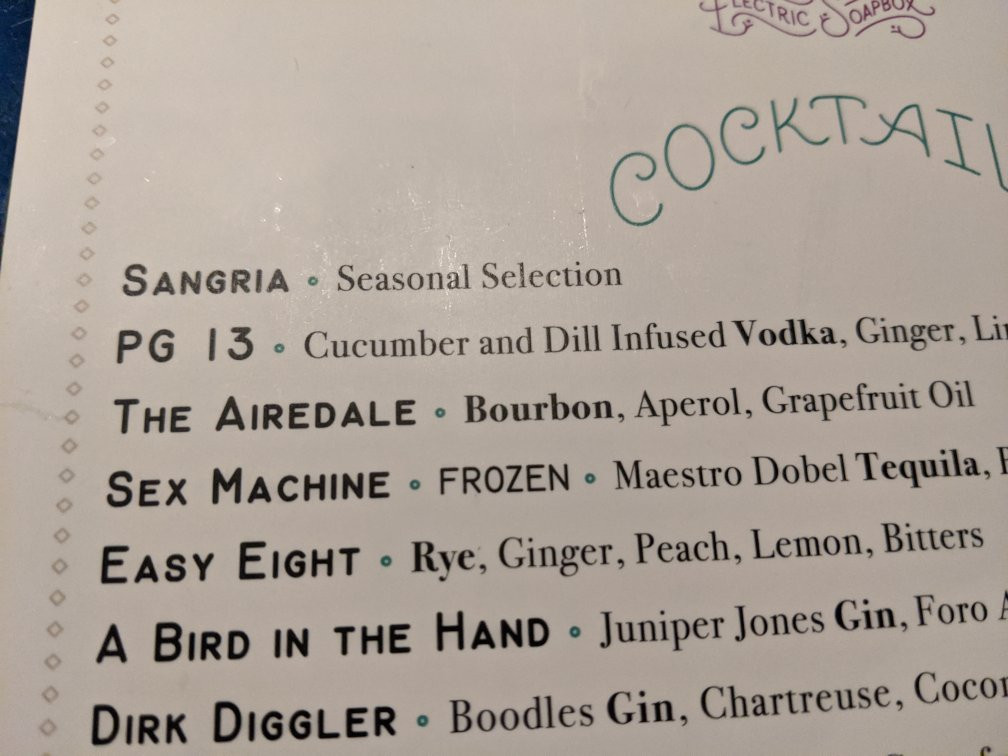 ELECTRIC SOAPBOX
COCKTAIL
SANGRIA • Seasonal Selection
PG 13 • Cucumber and Dill Infused Vodka, Ginger,
THE AIREDALE • Bourbon, Aperol, Grapefruit Oil
SEX MACHINE • FROZEN • Maestro Dobel Tequila,
EASY EIGHT • Rye, Ginger, Peach, Lemon, Bitters
A BIRD IN THE HAND • Juniper Jones Gin, Foro
DIRK DIGGLER • Boodles Gin, Chartreuse,